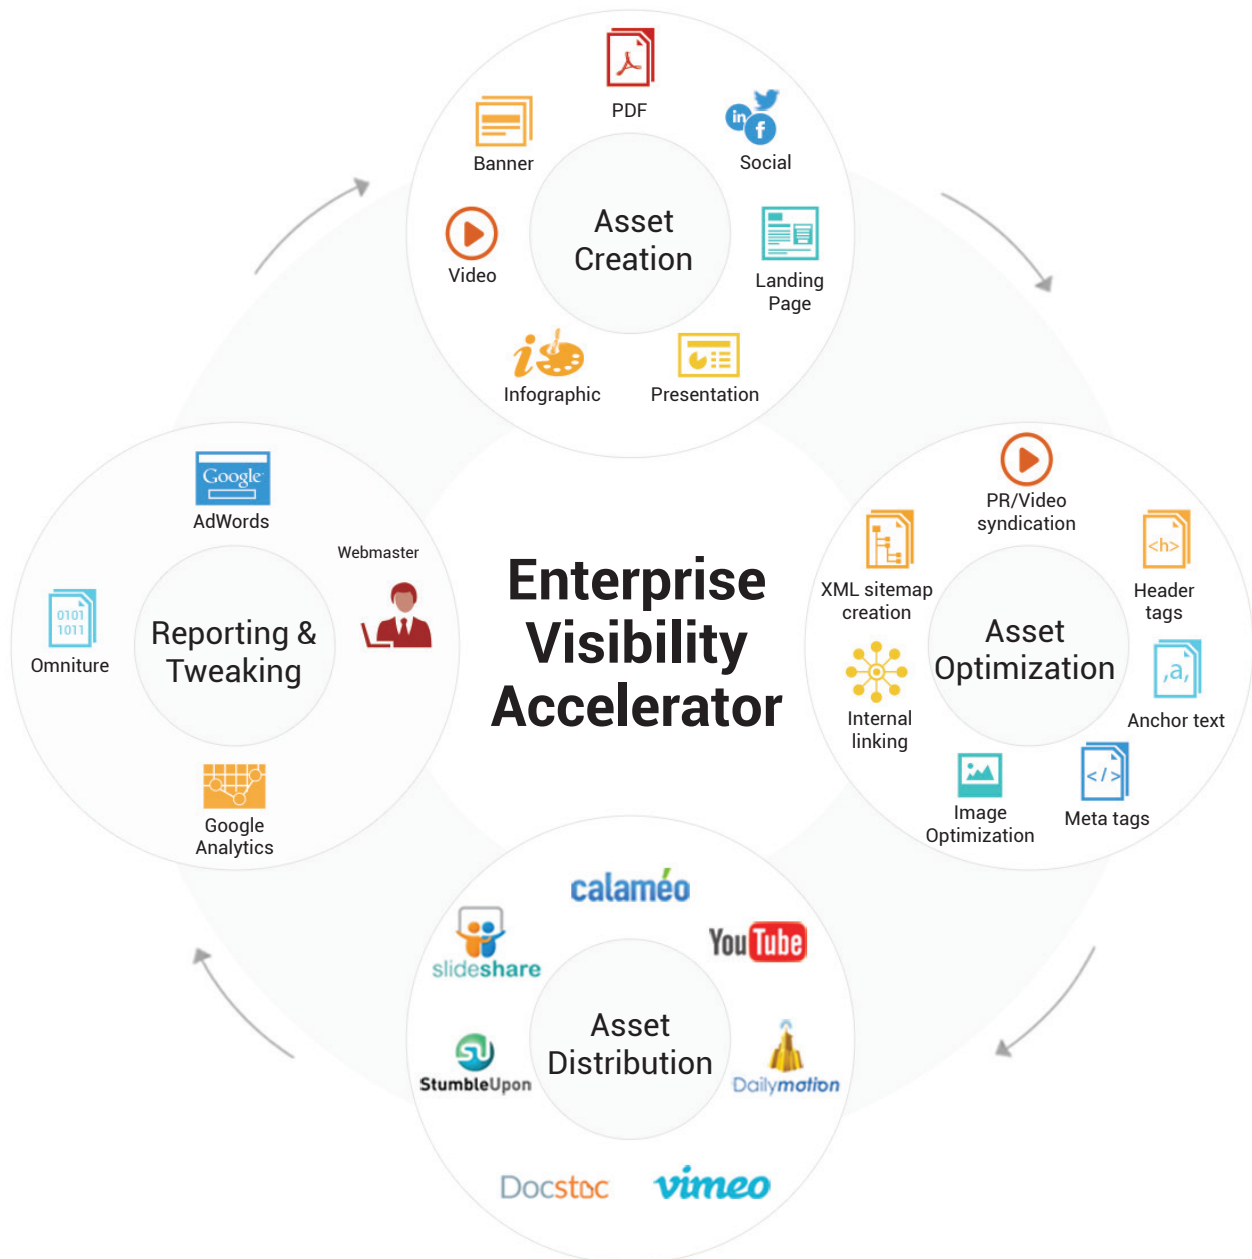 PDF
Banner
in
f
Social
Asset
Creation
Video
Landing
Page
i
Infographic
Presentation
PR/Video
syndication
XML sitemap
creation
<h>
Header
tags
Asset
Optimization
Internal
linking
,a,
Anchor text
Image
Optimization
</>
Meta tags
calaméo
slideshare
YouTube
Asset
Distribution
StumbleUpon
Dailymotion
Docstoc
vimeo
Google
AdWords
Webmaster
0101
1011
Omniture
Reporting &
Tweaking
Google
Analytics
Enterprise
Visibility
Accelerator